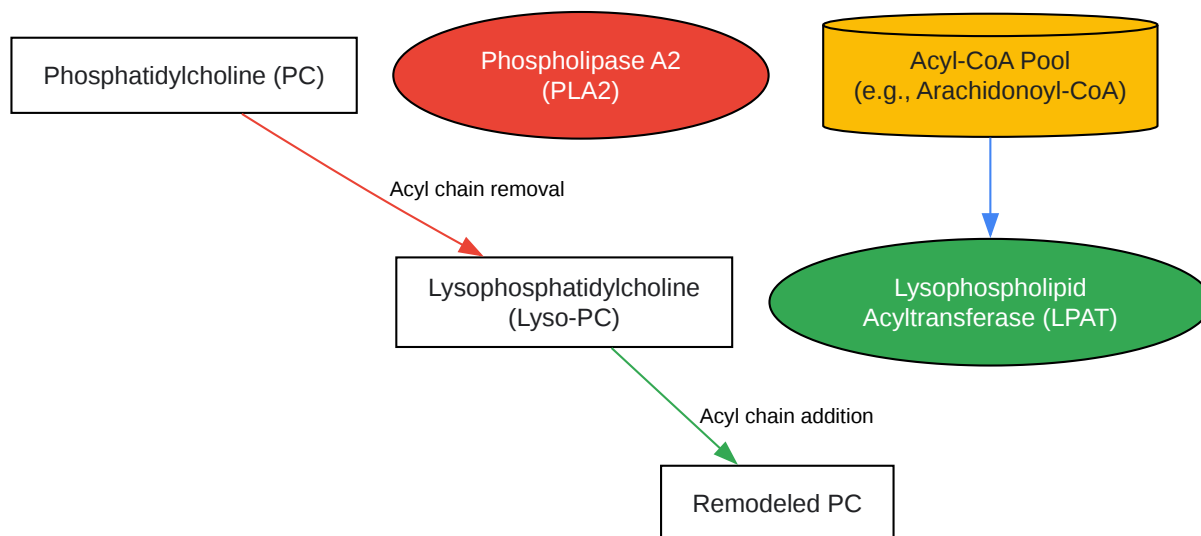 Phosphatidylcholine (PC)
Phospholipase A2
(PLA2)
Acyl-CoA Pool
(e.g., Arachidonoyl-CoA)
Acyl chain removal
Lysophosphatidylcholine
(Lyso-PC)
Lysophospholipid
Acyltransferase (LPAT)
Acyl chain addition
Remodeled PC